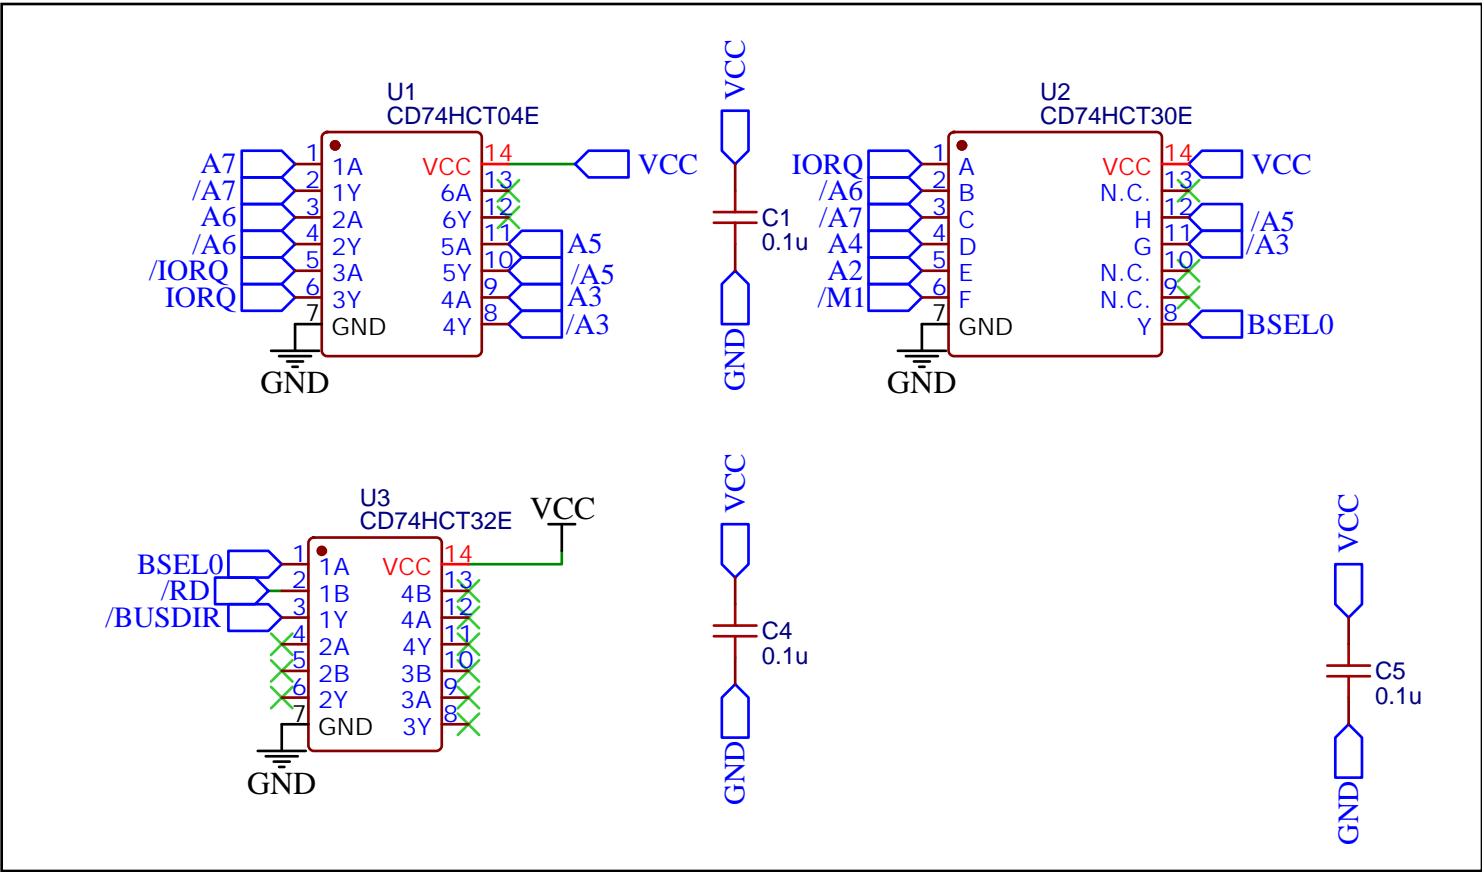 U1
CD74HCT04E
A7 1 1A VCC 14 VCC
/A7 2 1Y 6A 13
A6 3 2A 6Y 12
/A6 4 2Y 5A 11 A5
/IORQ 5 3A 5Y 10 /A5
IORQ 6 3Y 4A 9 A3
7 GND 4Y 8 /A3
GND
VCC
C1
0.1u
GND
U2
CD74HCT30E
IORQ 1 A VCC 14 VCC
/A6 2 B N.C. 13
/A7 3 C H 12 /A5
A4 4 D G 11 /A3
A2 5 E N.C. 10
/M1 6 F N.C. 9
7 GND Y 8 BSEL0
GND
U3
CD74HCT32E
VCC
BSEL0 1 1A VCC 14
/RD 2 1B 4B 13
/BUSDIR 3 1Y 4A 12
4 2A 4Y 11
5 2B 3B 10
6 2Y 3A 9
7 GND 3Y 8
GND
VCC
C4
0.1u
GND
VCC
C5
0.1u
GND